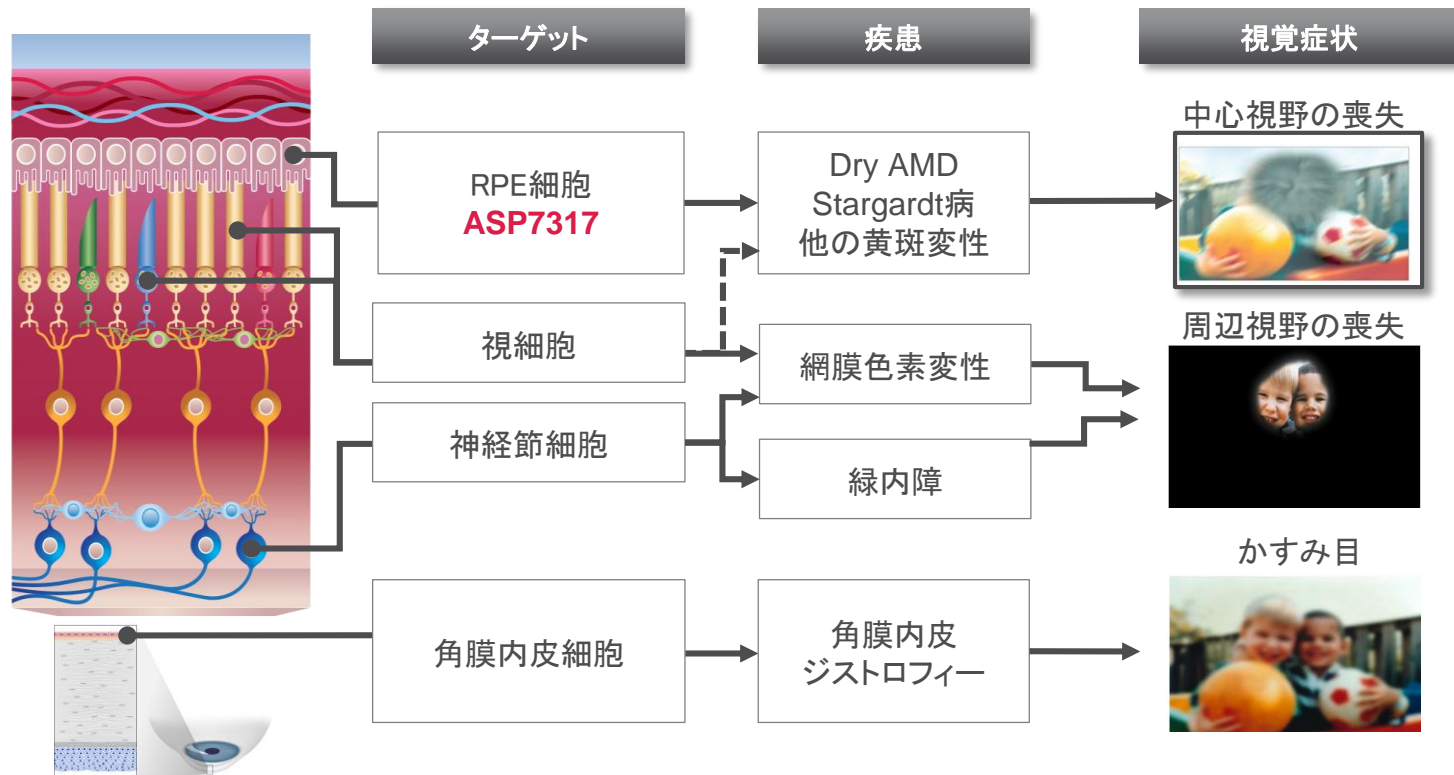 ターゲット
疾患
視覚症状
中心視野の喪失
RPE細胞
ASP7317
Dry AMD
Stargardt病
他の黄斑変性
周辺視野の喪失
視細胞
網膜色素変性
神経節細胞
緑内障
かすみ目
角膜内皮細胞
角膜内皮
ジストロフィー